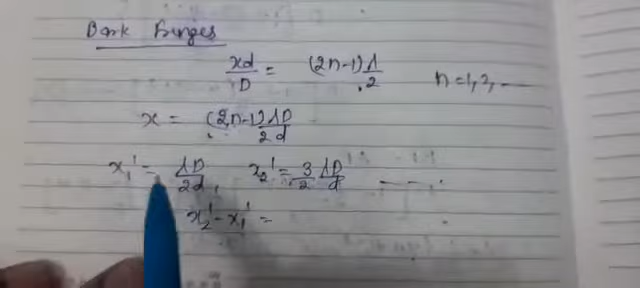 Dark Fringes
xd/D = (2n-1)λ/2 n=1,2, ----
x = (2n-1)λD/2d
x₁' = λD/2d, x₂' = 3/2 λD/d ----
x₂' - x₁' =